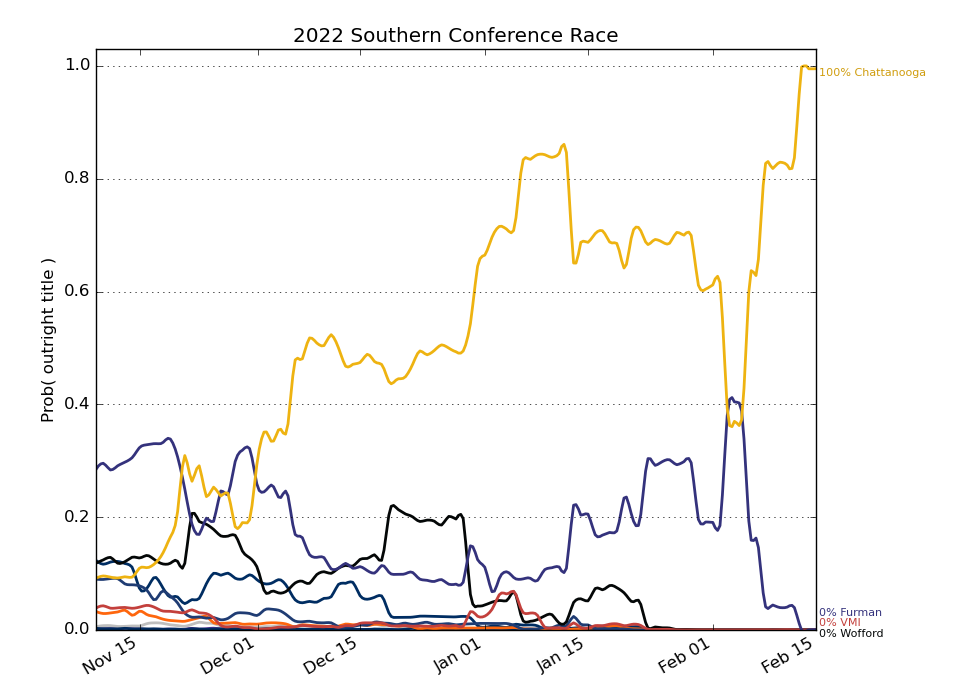 2022 Southern Conference Race
Prob( outright title )
1.0
0.8
0.6
0.4
0.2
0.0
Nov 15
Dec 01
Dec 15
Jan 01
Jan 15
Feb 01
Feb 15
100% Chattanooga
0% Furman
0% VMI
0% Wofford